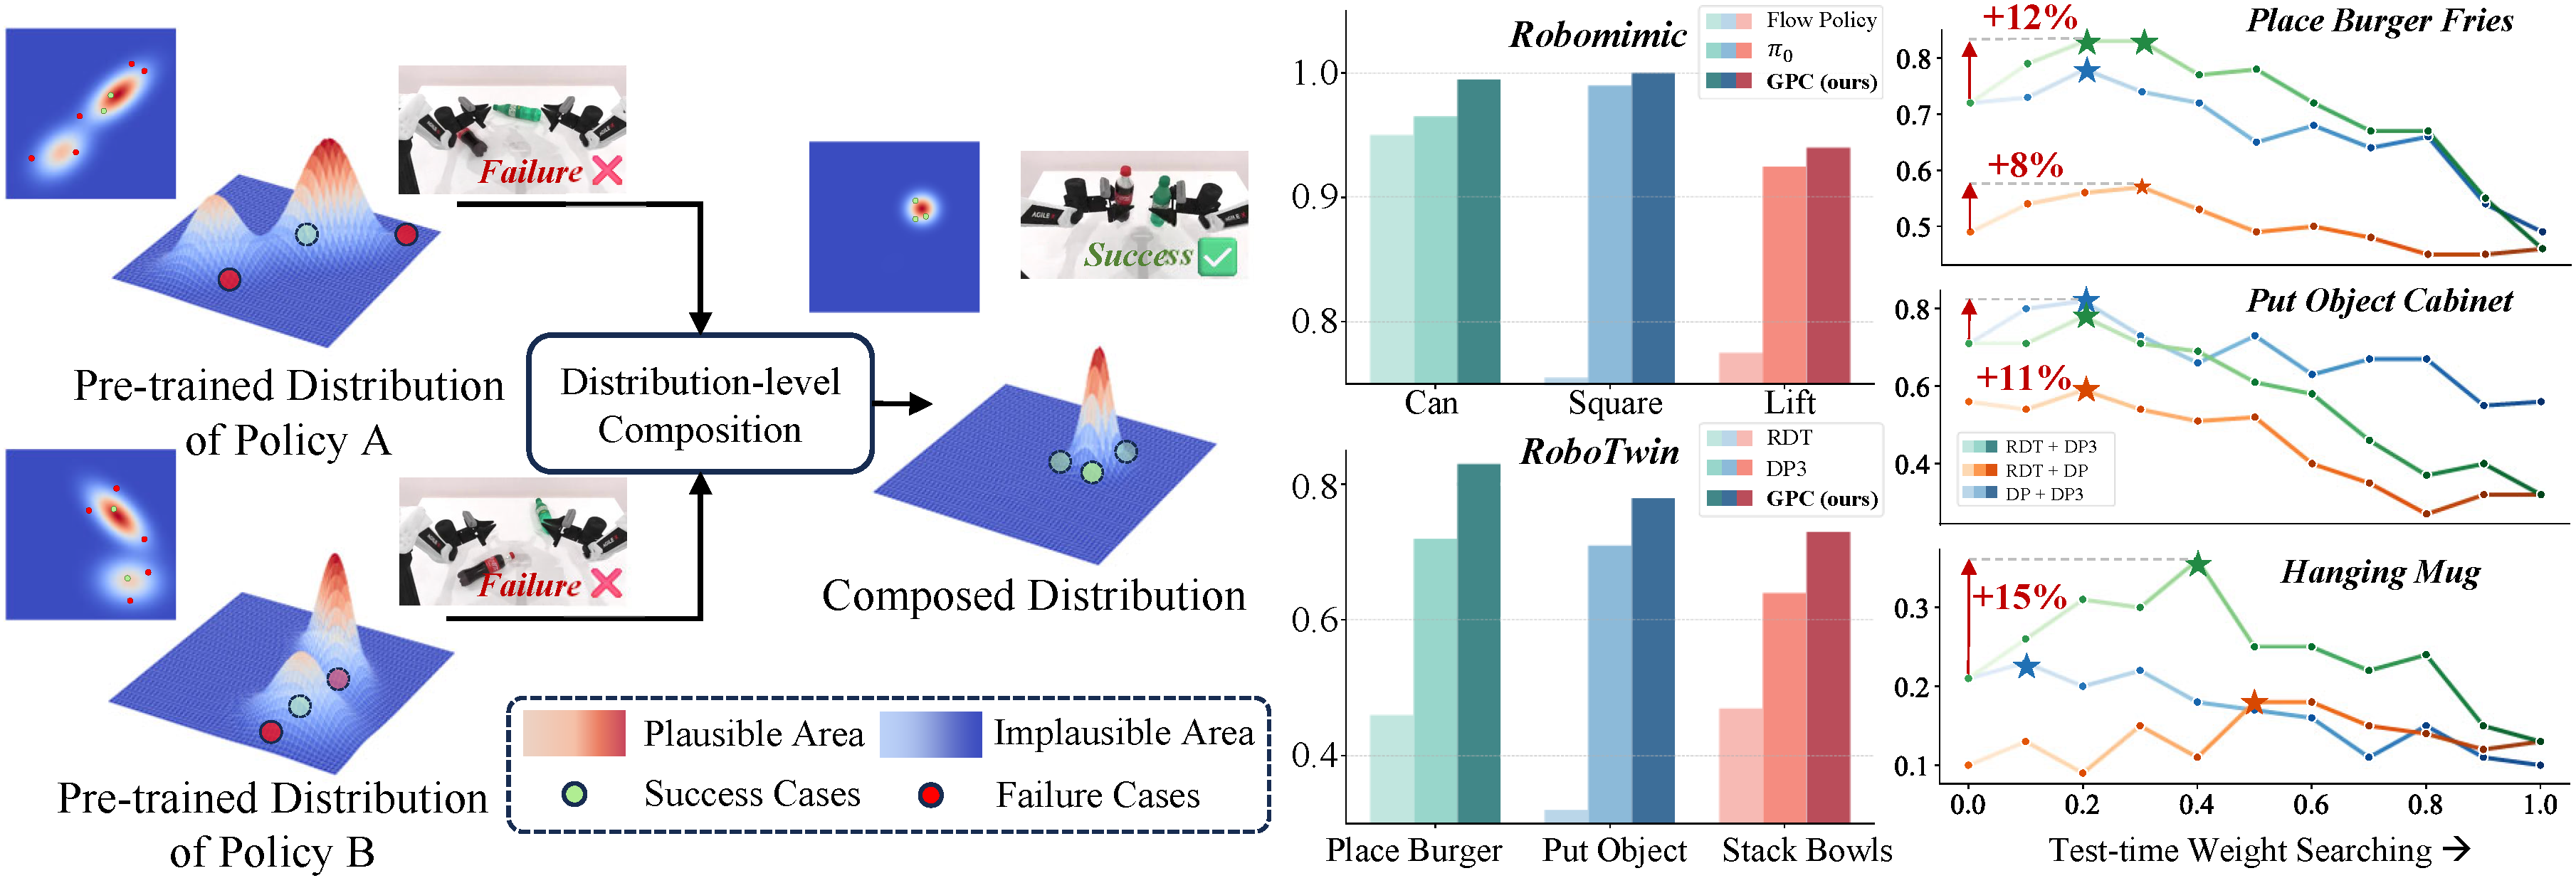 Failure
Pre-trained Distribution
of Policy A
Failure
Pre-trained Distribution
of Policy B
Distribution-level
Composition
AGILE
Success
Composed Distribution
Plausible Area
Implausible Area
Success Cases
Failure Cases
Robomimic
Flow Policy
π0
GPC (ours)
1.0
0.9
0.8
Can
Square
Lift
RoboTwin
RDT
DP3
GPC (ours)
0.8
0.6
0.4
Place Burger
Put Object
Stack Bowls
Place Burger Fries
+12%
+8%
0.8
0.7
0.6
0.5
Put Object Cabinet
+11%
0.8
0.6
0.4
RDT + DP3
RDT + DP
DP + DP3
Hanging Mug
+15%
0.3
0.2
0.1
0.0
0.2
0.4
0.6
0.8
1.0
Test-time Weight Searching →